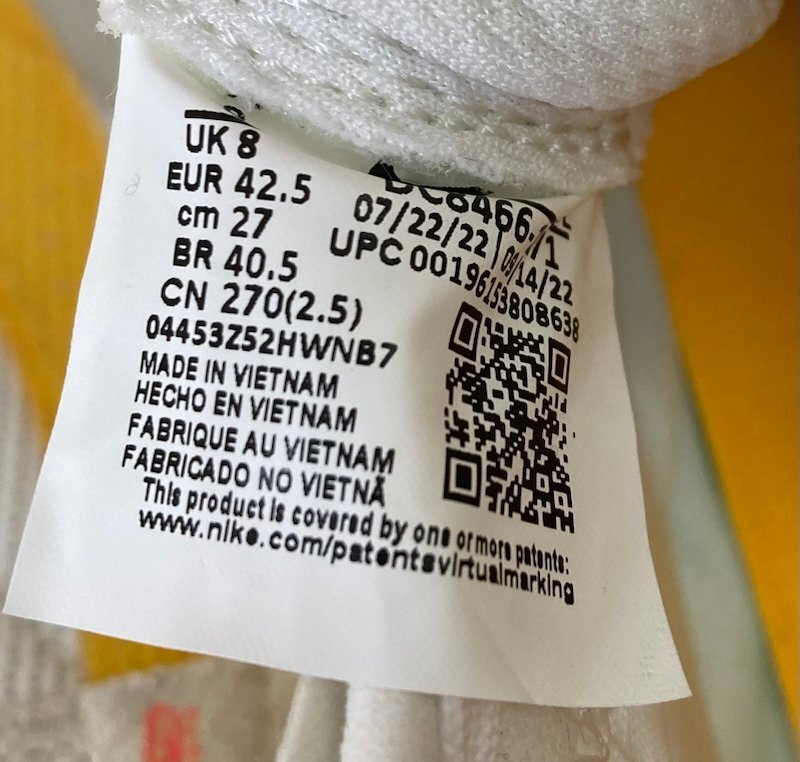 UK 8
EUR 42.5
cm 27
BR 40.5
CN 270(2.5)
04453Z52HWNB7
MADE IN VIETNAM
HECHO EN VIETNAM
FABRIQUE AU VIETNAM
FABRICADO NO VIETNÃ
This product is covered by one or more patents:
www.nike.com/patentsvirtualmarking
07/22/22
UPC 00196153808638